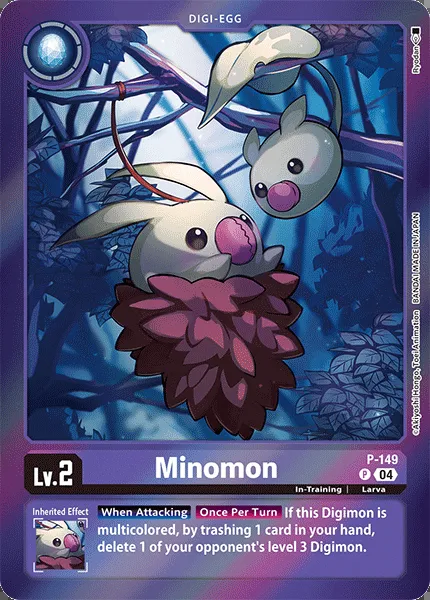 DIGI-EGG
Ryodan
©Akiyoshi Hongo, Toei Animation BANDAI MADE IN JAPAN
P-149
Lv.2 Minomon P 04
In-Training | Larva
Inherited Effect
When Attacking Once Per Turn If this Digimon is
multicolored, by trashing 1 card in your hand,
delete 1 of your opponent's level 3 Digimon.